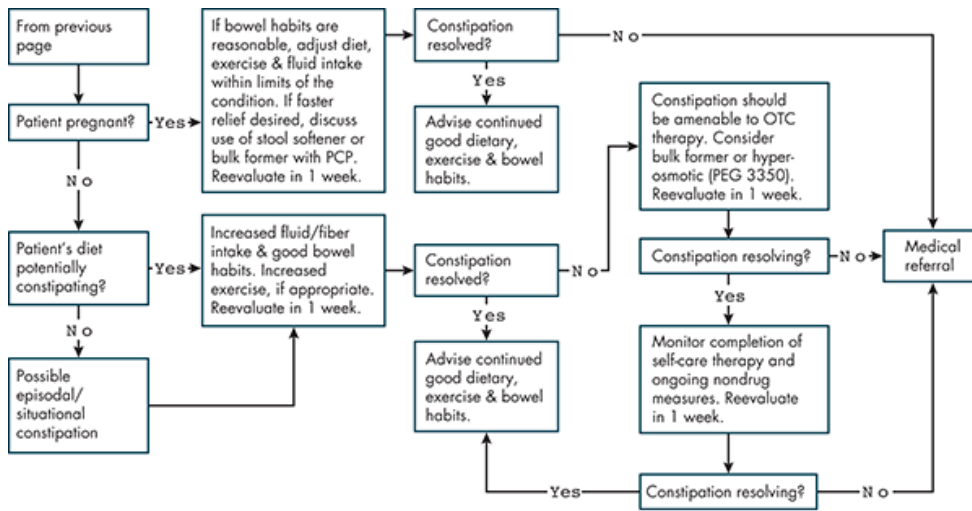 From previous
page
Patient pregnant?
Yes
If bowel habits are
reasonable, adjust diet,
exercise & fluid intake
within limits of the
condition. If faster
relief desired, discuss
use of stool softener or
bulk former with PCP.
Reevaluate in 1 week.
Constipation
resolved?
No
Yes
Advise continued
good dietary,
exercise & bowel
habits.
No
Patient's diet
potentially
constipating?
Yes
Increased fluid/fiber
intake & good bowel
habits. Increased
exercise, if appropriate.
Reevaluate in 1 week.
No
Possible
episodal/
situational
constipation
Constipation
resolved?
No
Yes
Advise continued
good dietary,
exercise & bowel
habits.
Constipation should
be amenable to OTC
therapy. Consider
bulk former or hyper-
osmotic (PEG 3350).
Reevaluate in 1 week.
Constipation resolving?
No
Medical
referral
Yes
Monitor completion of
self-care therapy and
ongoing nondrug
measures. Reevaluate
in 1 week.
Constipation resolving?
Yes
No